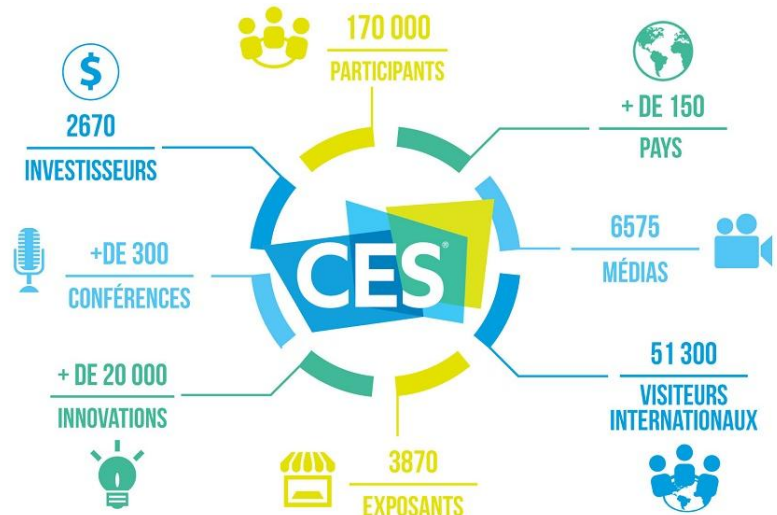 170 000
PARTICIPANTS
+ DE 150
PAYS
2670
INVESTISSEURS
6575
MÉDIAS
+DE 300
CONFÉRENCES
CES®
51 300
VISITEURS
INTERNATIONAUX
+ DE 20 000
INNOVATIONS
3870
EXPOSANTS